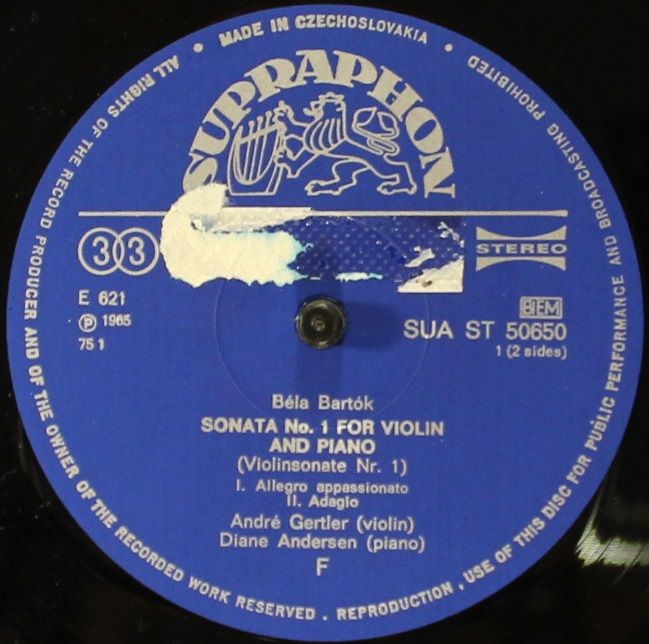 MADE IN CZECHOSLOVAKIA
SUPRAPHON
33
STEREO
E 621
℗ 1965
75 1
BIEM
SUA ST 50650
1 (2 sides)
Béla Bartók
SONATA No. 1 FOR VIOLIN
AND PIANO
(Violinsonate Nr. 1)
I. Allegro appassionato
II. Adagio
André Gertler (violin)
Diane Andersen (piano)
F
ALL RIGHTS OF THE RECORD PRODUCER AND OF THE OWNER OF THE RECORDED WORK RESERVED . REPRODUCTION , USE OF THIS DISC FOR PUBLIC PERFORMANCE AND BROADCASTING PROHIBITED